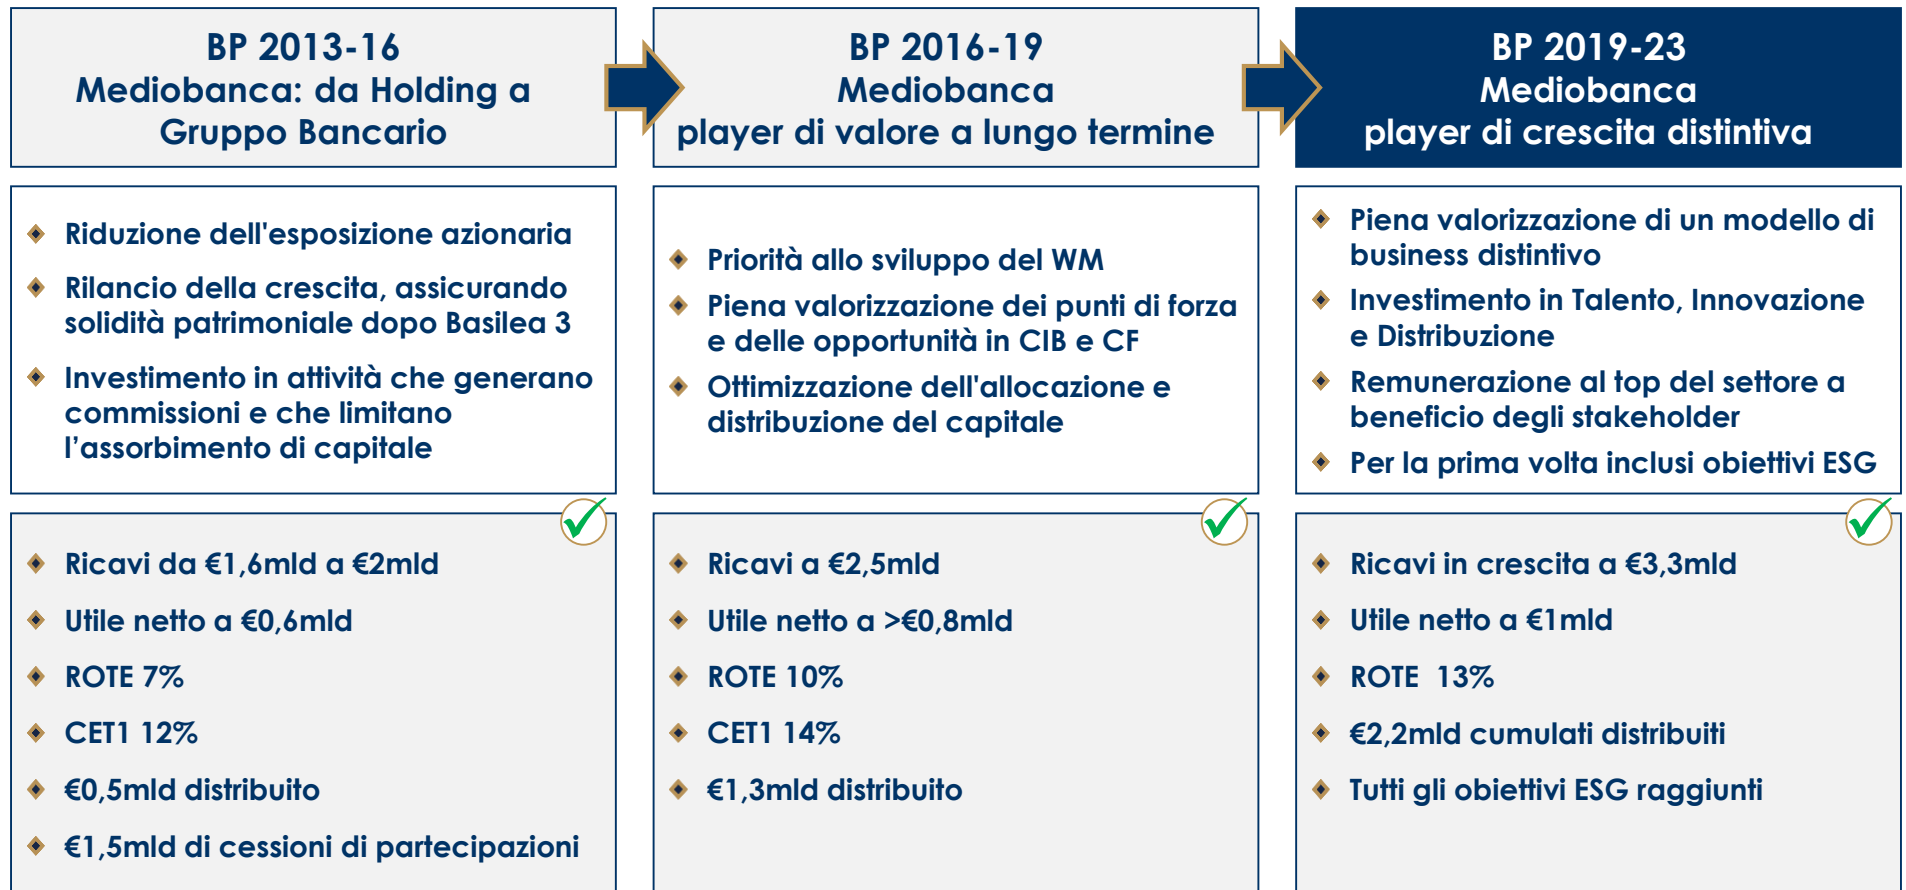 BP 2013-16
Mediobanca: da Holding a
Gruppo Bancario
BP 2016-19
Mediobanca
player di valore a lungo termine
BP 2019-23
Mediobanca
player di crescita distintiva
Riduzione dell'esposizione azionaria
Rilancio della crescita, assicurando
solidità patrimoniale dopo Basilea 3
Investimento in attività che generano
commissioni e che limitano
l’assorbimento di capitale
Priorità allo sviluppo del WM
Piena valorizzazione dei punti di forza
e delle opportunità in CIB e CF
Ottimizzazione dell'allocazione e
distribuzione del capitale
Piena valorizzazione di un modello di
business distintivo
Investimento in Talento, Innovazione
e Distribuzione
Remunerazione al top del settore a
beneficio degli stakeholder
Per la prima volta inclusi obiettivi ESG
Ricavi da €1,6mld a €2mld
Utile netto a €0,6mld
ROTE 7%
CET1 12%
€0,5mld distribuito
€1,5mld di cessioni di partecipazioni
Ricavi a €2,5mld
Utile netto a >€0,8mld
ROTE 10%
CET1 14%
€1,3mld distribuito
Ricavi in crescita a €3,3mld
Utile netto a €1mld
ROTE 13%
€2,2mld cumulati distribuiti
Tutti gli obiettivi ESG raggiunti